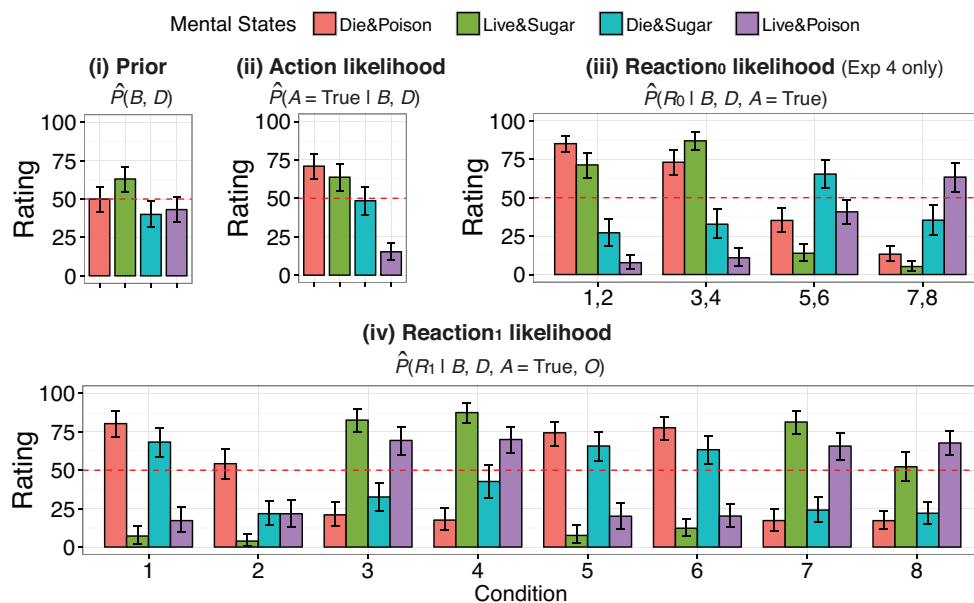 Mental States Die&Poison Live&Sugar Die&Sugar Live&Poison
(i) Prior
P̂(B, D)
Rating
100
75
50
25
0
(ii) Action likelihood
P̂(A = True | B, D)
Rating
100
75
50
25
0
(iii) Reaction₀ likelihood (Exp 4 only)
P̂(R₀ | B, D, A = True)
Rating
100
75
50
25
0
1,2 3,4 5,6 7,8
(iv) Reaction₁ likelihood
P̂(R₁ | B, D, A = True, O)
Rating
100
75
50
25
0
1 2 3 4 5 6 7 8
Condition